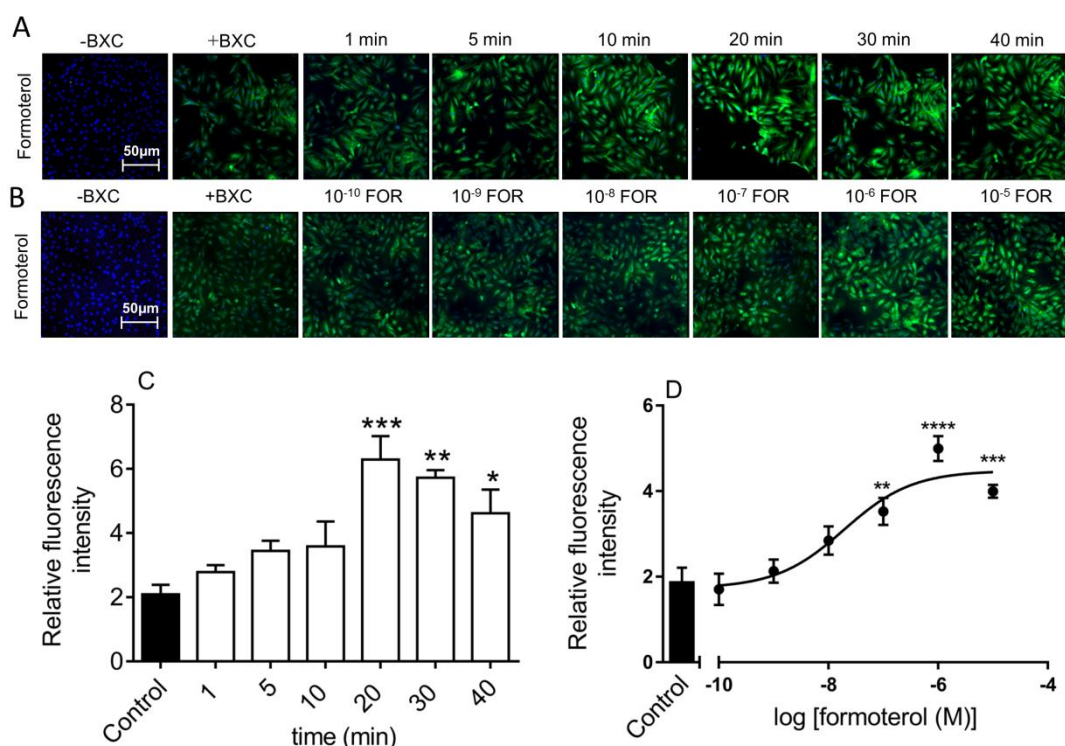 A
-BXC +BXC 1 min 5 min 10 min 20 min 30 min 40 min
Formoterol
50µm
B
-BXC +BXC 10⁻¹⁰ FOR 10⁻⁹ FOR 10⁻⁸ FOR 10⁻⁷ FOR 10⁻⁶ FOR 10⁻⁵ FOR
Formoterol
50µm
C
Relative fluorescence
intensity
8
6
4
2
0
***
**
*
Control 1 5 10 20 30 40
time (min)
D
Relative fluorescence
intensity
6
4
2
0
**
****
***
Control
-10 -8 -6 -4
log [formoterol (M)]